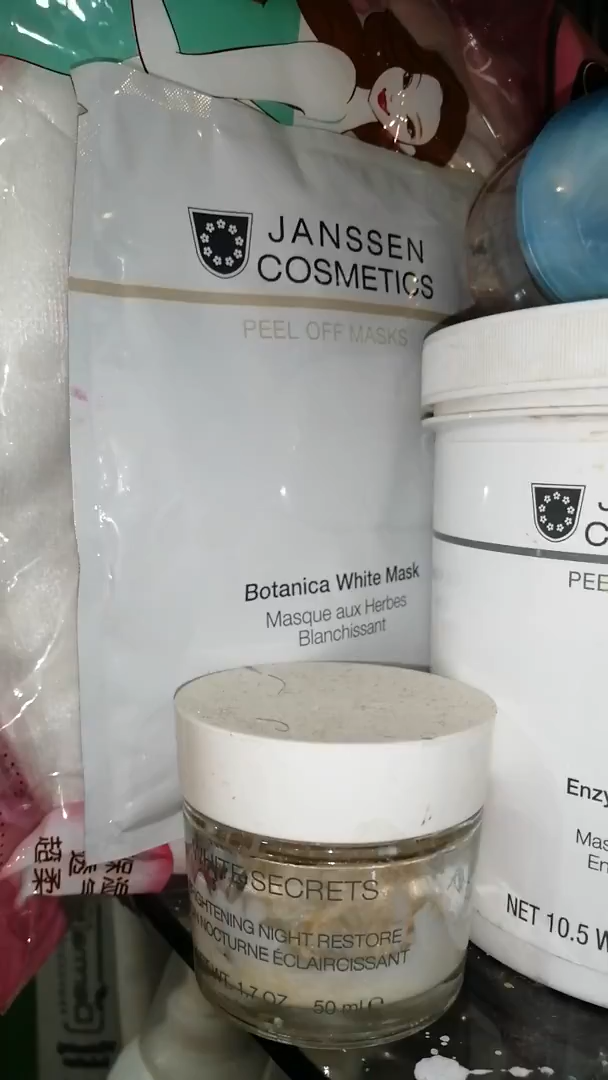 JANSSEN
COSMETICS
PEEL OFF MASKS
Botanica White Mask
Masque aux Herbes
Blanchissant
WHITE SECRETS
NIGHT RESTORE
NOCTURNE ÉCLAIRCISSANT
WT. 1.7 OZ 50 ml ℮
PEE
Enzy
Mas
En
NET 10.5 W
超柔